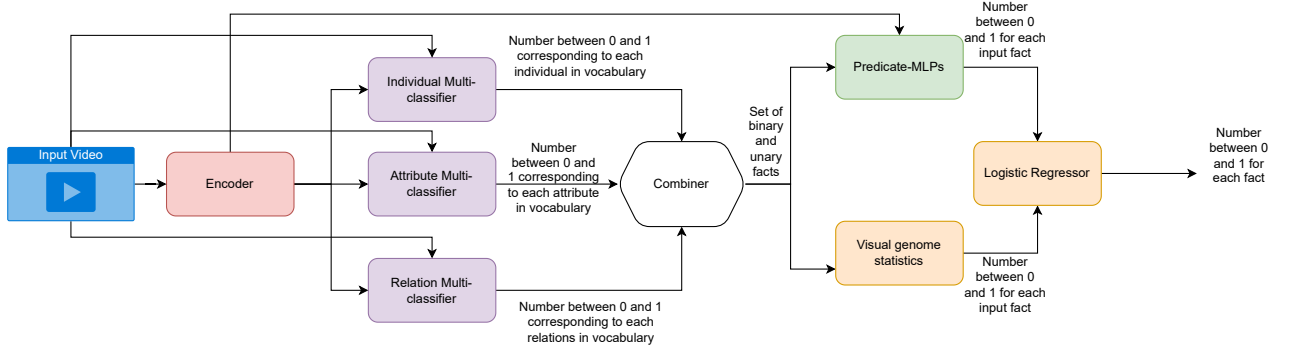 Input Video
Encoder
Individual Multi-
classifier
Attribute Multi-
classifier
Relation Multi-
classifier
Number between 0 and 1
corresponding to each
individual in vocabulary
Number
between 0 and
1 corresponding
to each attribute
in vocabulary
Number between 0 and 1
corresponding to each
relations in vocabulary
Combiner
Set of
binary and
unary
facts
Predicate-MLPs
Visual genome
statistics
Number
between 0
and 1 for each
input fact
Number
between 0
and 1 for each
input fact
Logistic Regressor
Number
between 0
and 1 for
each fact